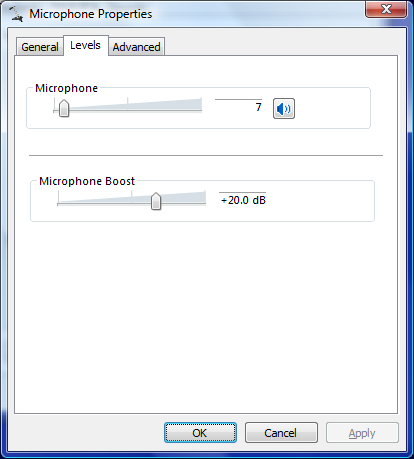 Microphone Properties
General Levels Advanced
Microphone
7
Microphone Boost
+20.0 dB
OK Cancel Apply